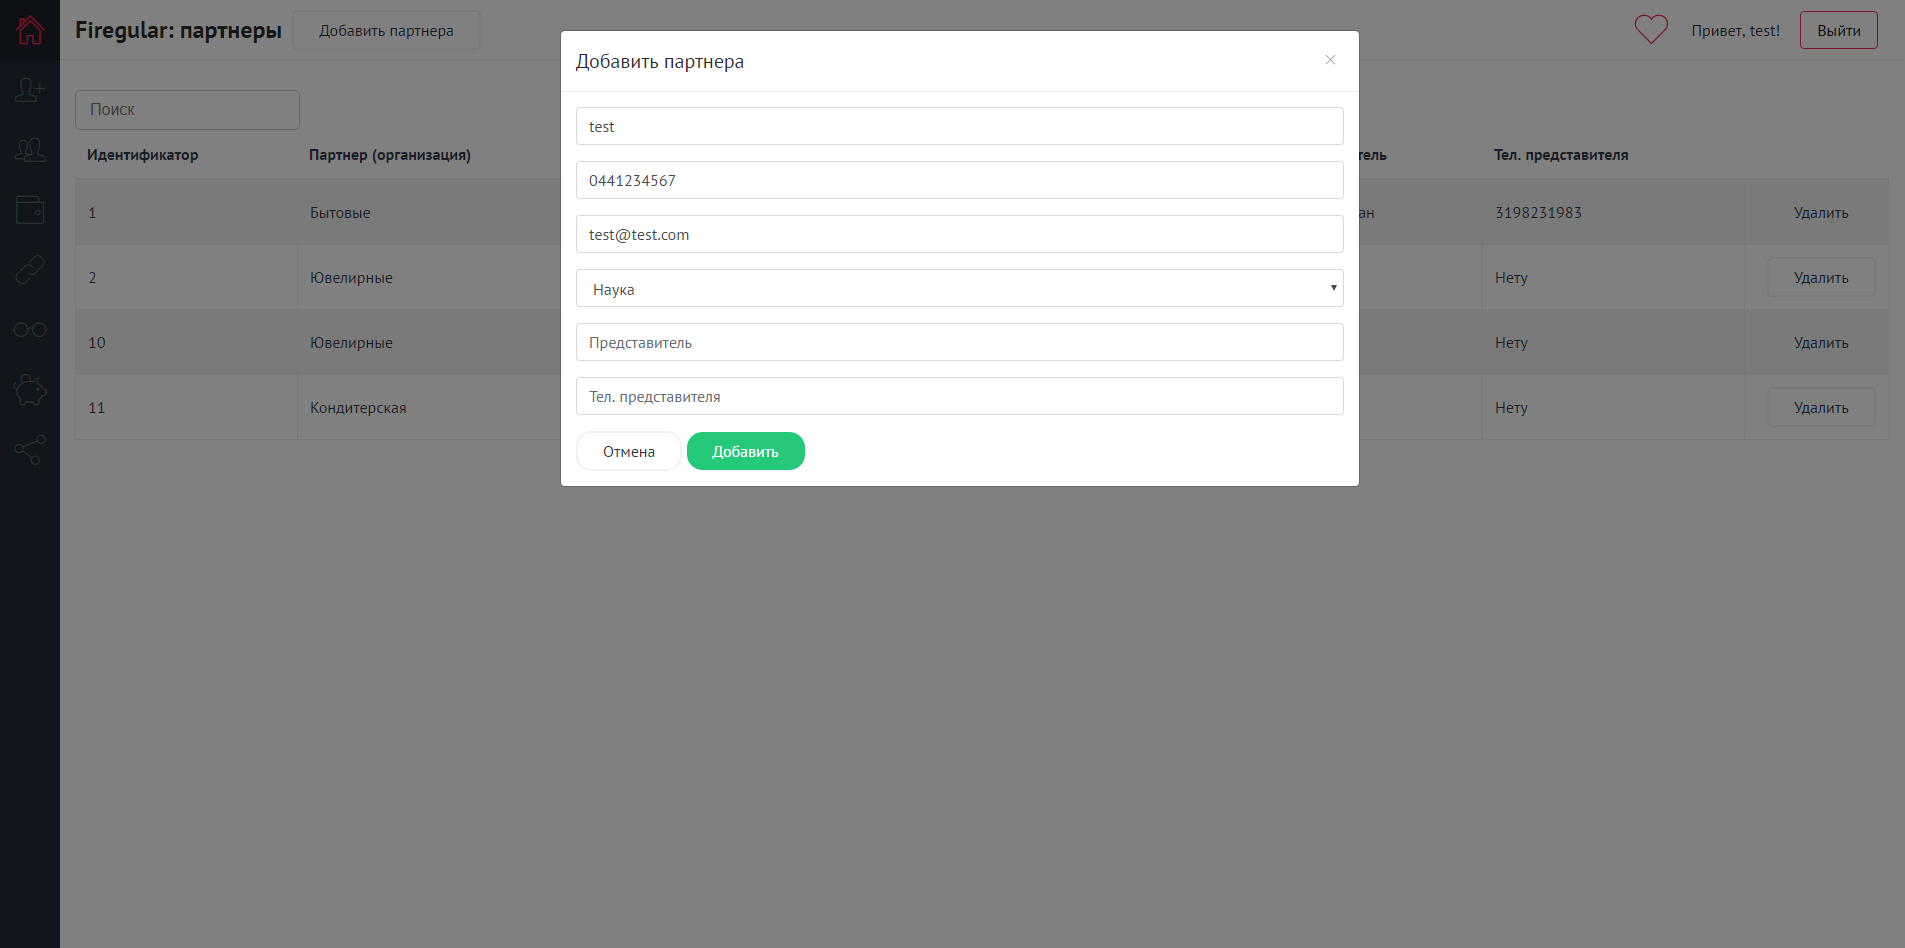 Firegular: партнеры
Добавить партнера
Привет, test!
Выйти
Поиск
Идентификатор
Партнер (организация)
Тел. представителя
1
Бытовые
3198231983
Удалить
2
Ювелирные
Нету
Удалить
10
Ювелирные
Нету
Удалить
11
Кондитерская
Нету
Удалить
Добавить партнера
×
test
0441234567
test@test.com
Наука
Представитель
Тел. представителя
Отмена
Добавить